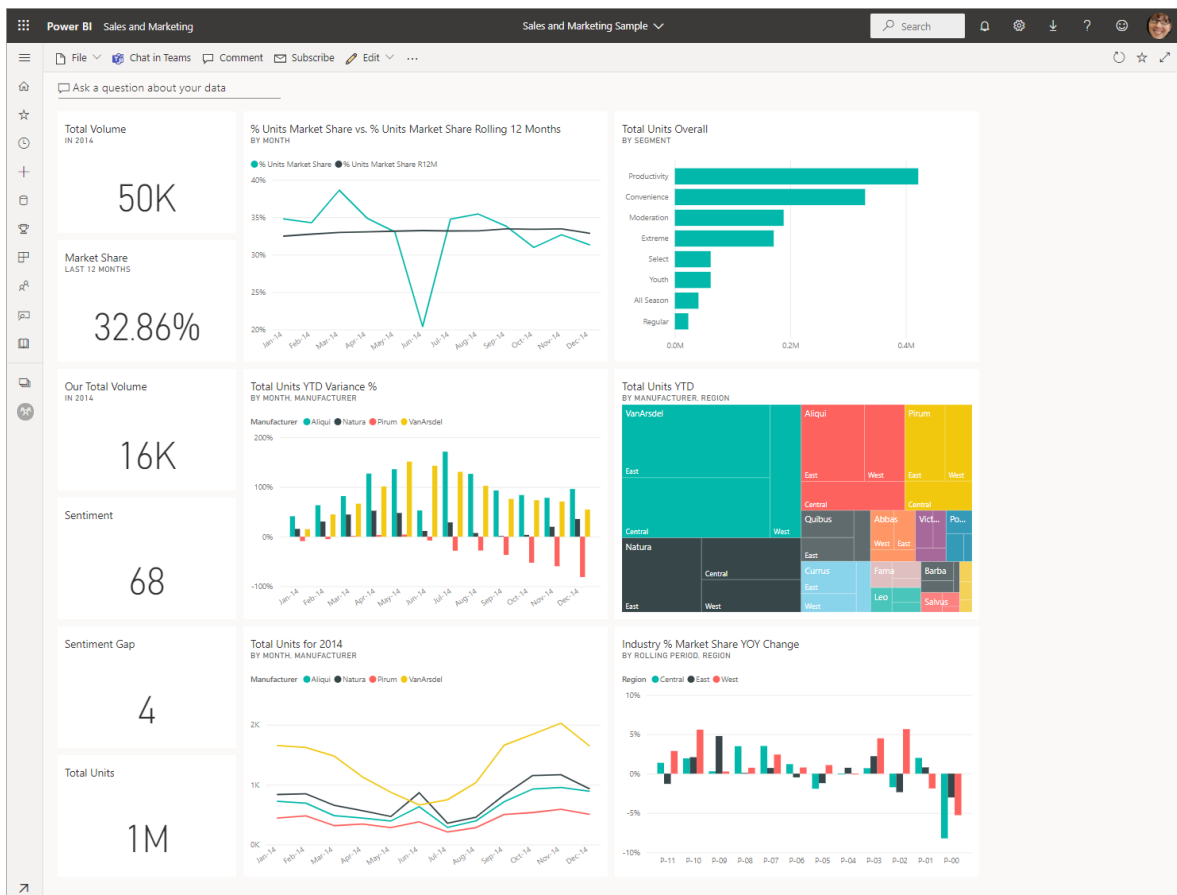 Power BI Sales and Marketing
Sales and Marketing Sample
Search
File
Chat in Teams
Comment
Subscribe
Edit
Ask a question about your data
Total Volume
IN 2014
50K
Market Share
LAST 12 MONTHS
32.86%
Our Total Volume
IN 2014
16K
Sentiment
68
Sentiment Gap
4
Total Units
1M
% Units Market Share vs. % Units Market Share Rolling 12 Months
BY MONTH
% Units Market Share % Units Market Share R12M
40%
35%
30%
25%
20%
Jan-14 Feb-14 Mar-14 Apr-14 May-14 Jun-14 Jul-14 Aug-14 Sep-14 Oct-14 Nov-14 Dec-14
Total Units Overall
BY SEGMENT
Productivity
Convenience
Moderation
Extreme
Select
Youth
All Season
Regular
0.0M 0.2M 0.4M
Total Units YTD Variance %
BY MONTH, MANUFACTURER
Manufacturer Aliqui Natura Pirum VanArsdel
200%
100%
0%
-100%
Jan-14 Feb-14 Mar-14 Apr-14 May-14 Jun-14 Jul-14 Aug-14 Sep-14 Oct-14 Nov-14 Dec-14
Total Units YTD
BY MANUFACTURER, REGION
VanArsdel
East
Central
West
Aliqui
East
West
Central
Pirum
East
West
Central
Natura
East
Central
West
Quibus
East
Abbas
West East
Vict...
Po...
Currus
East
West
Fama
Barba
Leo
Salvus
Total Units for 2014
BY MONTH, MANUFACTURER
Manufacturer Aliqui Natura Pirum VanArsdel
2K
1K
0K
Jan-14 Feb-14 Mar-14 Apr-14 May-14 Jun-14 Jul-14 Aug-14 Sep-14 Oct-14 Nov-14 Dec-14
Industry % Market Share YOY Change
BY ROLLING PERIOD, REGION
Region Central East West
10%
5%
0%
-5%
-10%
P-11 P-10 P-09 P-08 P-07 P-06 P-05 P-04 P-03 P-02 P-01 P-00